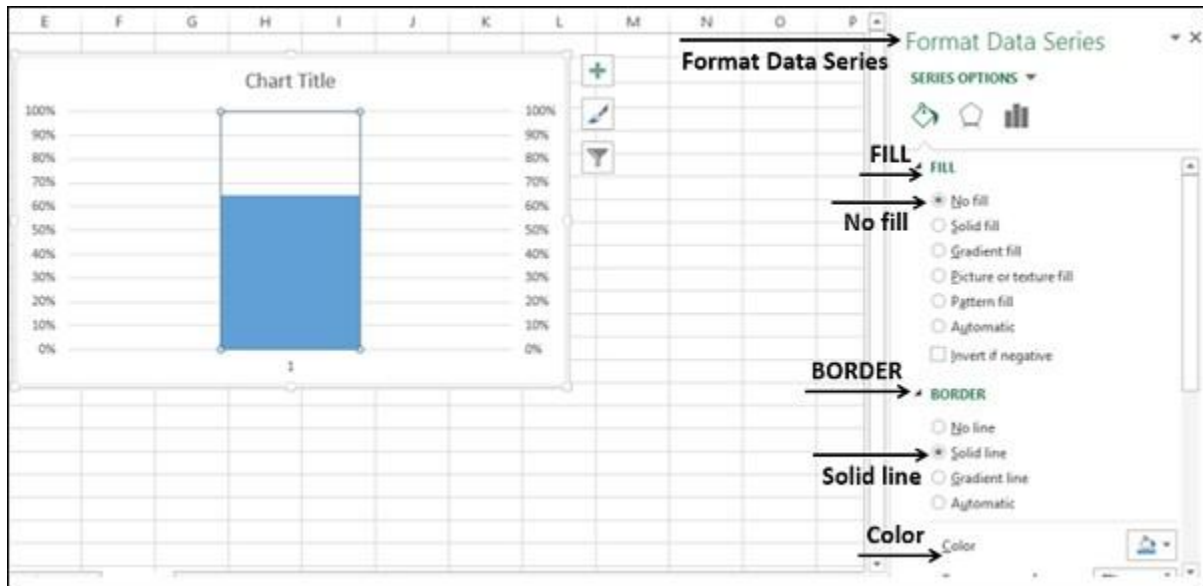 E F G H I J K L M N O P
Format Data Series
Format Data Series
SERIES OPTIONS
Chart Title
100% 100%
90% 90%
80% 80%
70% 70%
60% 60%
50% 50%
40% 40%
30% 30%
20% 20%
10% 10%
0% 0%
1
FILL
FILL
No fill
No fill
Solid fill
Gradient fill
Picture or texture fill
Pattern fill
Automatic
Invert if negative
BORDER
BORDER
No line
Solid line
Solid line
Gradient line
Automatic
Color
Color